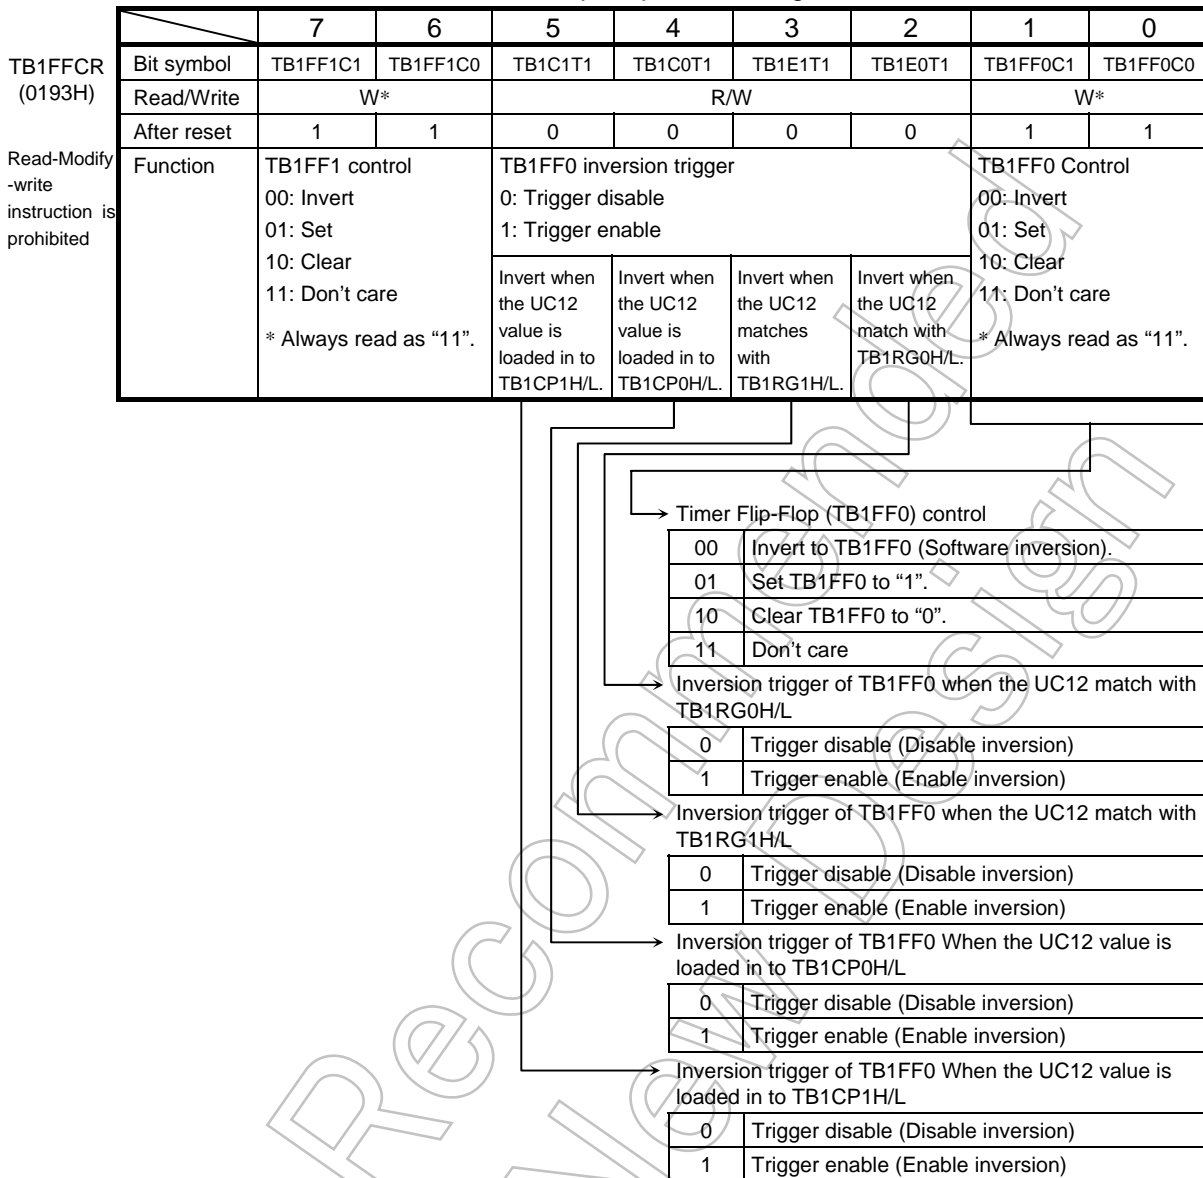 7 6 5 4 3 2 1 0
TB1FFCR
(0193H)
Bit symbol TB1FF1C1 TB1FF1C0 TB1C1T1 TB1C0T1 TB1E1T1 TB1E0T1 TB1FF0C1 TB1FF0C0
Read/Write W* R/W W*
After reset 1 1 0 0 0 0 1 1
Read-Modify
-write
instruction is
prohibited
Function
TB1FF1 control
00: Invert
01: Set
10: Clear
11: Don't care
* Always read as “11”.
TB1FF0 inversion trigger
0: Trigger disable
1: Trigger enable
Invert when
the UC12
value is
loaded in to
TB1CP1H/L.
Invert when
the UC12
value is
loaded in to
TB1CP0H/L.
Invert when
the UC12
matches
with
TB1RG1H/L.
Invert when
the UC12
match with
TB1RG0H/L.
TB1FF0 Control
00: Invert
01: Set
10: Clear
11: Don't care
* Always read as “11”.
Timer Flip-Flop (TB1FF0) control
00 Invert to TB1FF0 (Software inversion).
01 Set TB1FF0 to “1”.
10 Clear TB1FF0 to “0”.
11 Don't care
Inversion trigger of TB1FF0 when the UC12 match with
TB1RG0H/L
0 Trigger disable (Disable inversion)
1 Trigger enable (Enable inversion)
Inversion trigger of TB1FF0 when the UC12 match with
TB1RG1H/L
0 Trigger disable (Disable inversion)
1 Trigger enable (Enable inversion)
Inversion trigger of TB1FF0 When the UC12 value is
loaded in to TB1CP0H/L
0 Trigger disable (Disable inversion)
1 Trigger enable (Enable inversion)
Inversion trigger of TB1FF0 When the UC12 value is
loaded in to TB1CP1H/L
0 Trigger disable (Disable inversion)
1 Trigger enable (Enable inversion)
Recommended
New Design